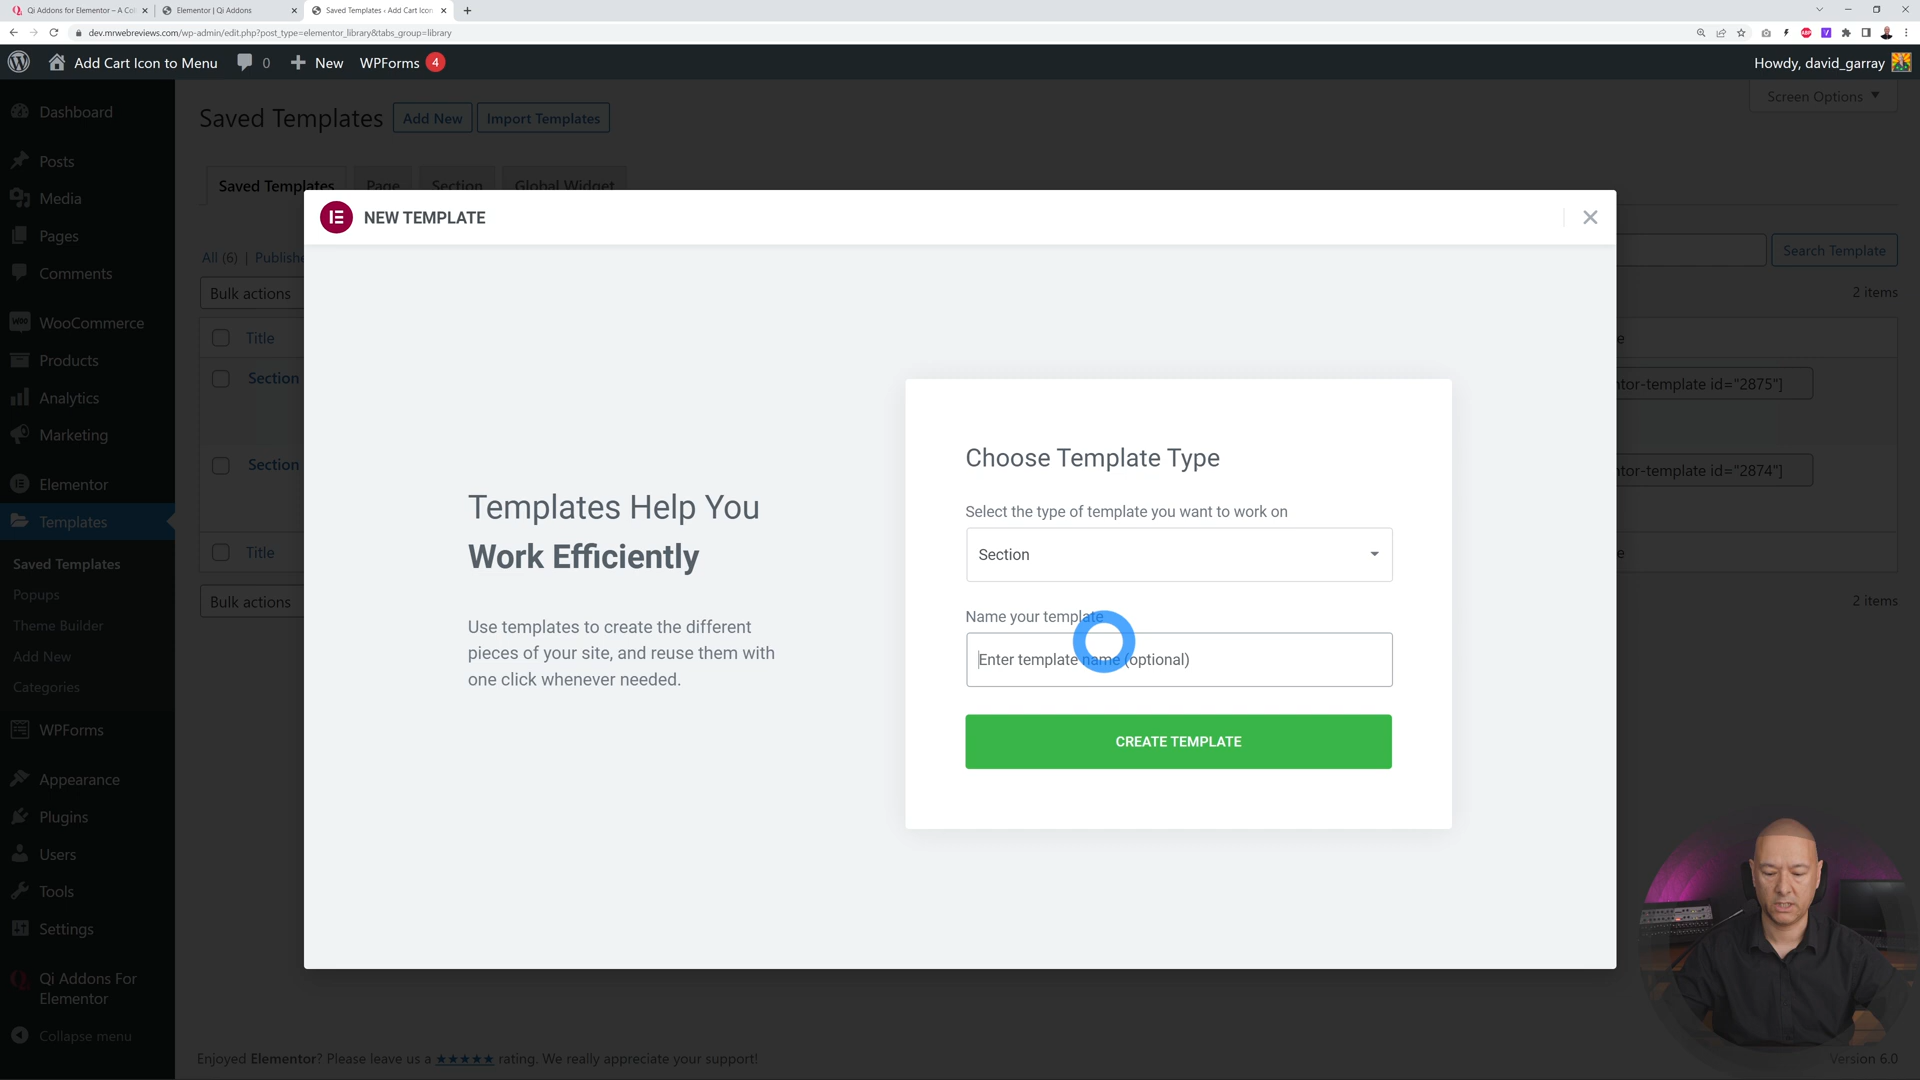 Qi Addons for Elementor – A Col
Elementor | Qi Addons
Saved Templates ‹ Add Cart Icon
dev.mrwebreviews.com/wp-admin/edit.php?post_type=elementor_library&tabs_group=library
Add Cart Icon to Menu
0
New
WPForms
4
Howdy, david_garray
Dashboard
Posts
Media
Pages
Comments
WooCommerce
Products
Analytics
Marketing
Elementor
Templates
Saved Templates
Popups
Theme Builder
Add New
Categories
WPForms
Appearance
Plugins
Users
Tools
Settings
Qi Addons For
Elementor
Collapse menu
Saved Templates
Add New
Import Templates
Screen Options
Saved Templates
Page
Section
Global Widget
All (6) | Publishe
Search Template
Bulk actions
2 items
Title
Section
ntor-template id="2875"]
Section
ntor-template id="2874"]
Title
Bulk actions
2 items
NEW TEMPLATE
Templates Help You
Work Efficiently
Use templates to create the different
pieces of your site, and reuse them with
one click whenever needed.
Choose Template Type
Select the type of template you want to work on
Section
Name your template
Enter template name (optional)
CREATE TEMPLATE
Enjoyed Elementor? Please leave us a ★★★★★ rating. We really appreciate your support!
Version 6.0